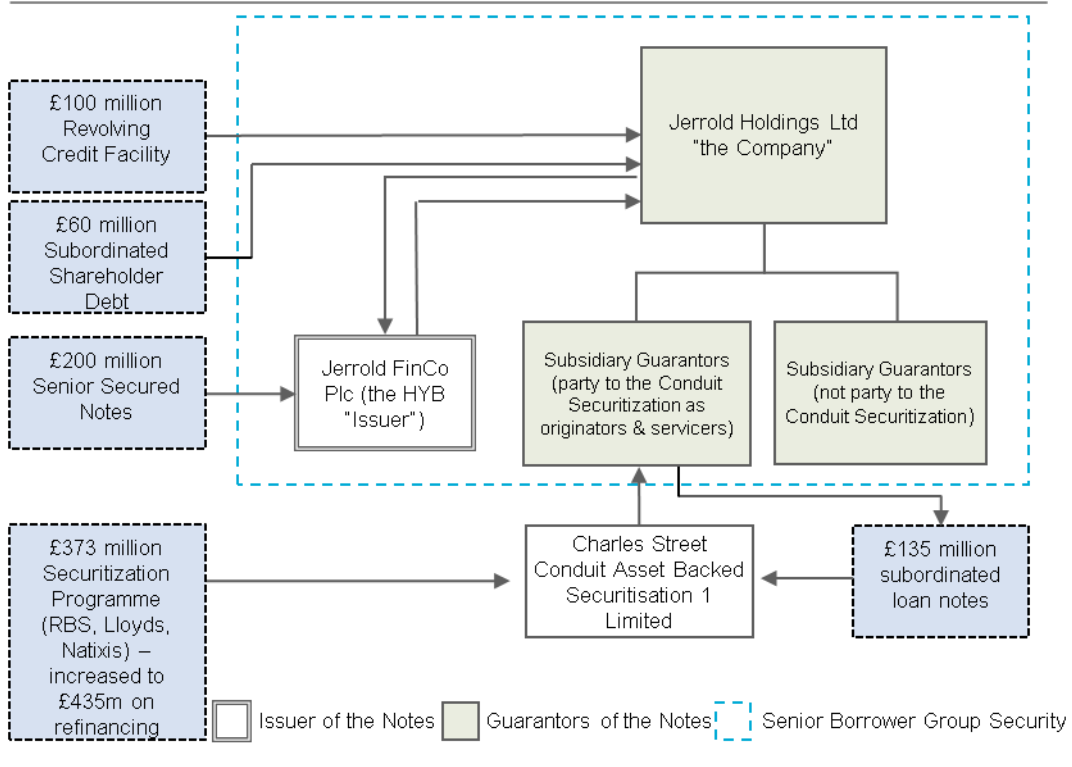 £100 million
Revolving
Credit Facility
Jerrold Holdings Ltd
"the Company"
£60 million
Subordinated
Shareholder
Debt
£200 million
Senior Secured
Notes
Jerrold FinCo
Plc (the HYB
"Issuer")
Subsidiary Guarantors
(party to the Conduit
Securitization as
originators & servicers)
Subsidiary Guarantors
(not party to the
Conduit Securitization)
£373 million
Securitization
Programme
(RBS, Lloyds,
Natixis) –
increased to
£435m on
refinancing
Charles Street
Conduit Asset Backed
Securitisation 1
Limited
£135 million
subordinated
loan notes
Issuer of the Notes
Guarantors of the Notes
Senior Borrower Group Security